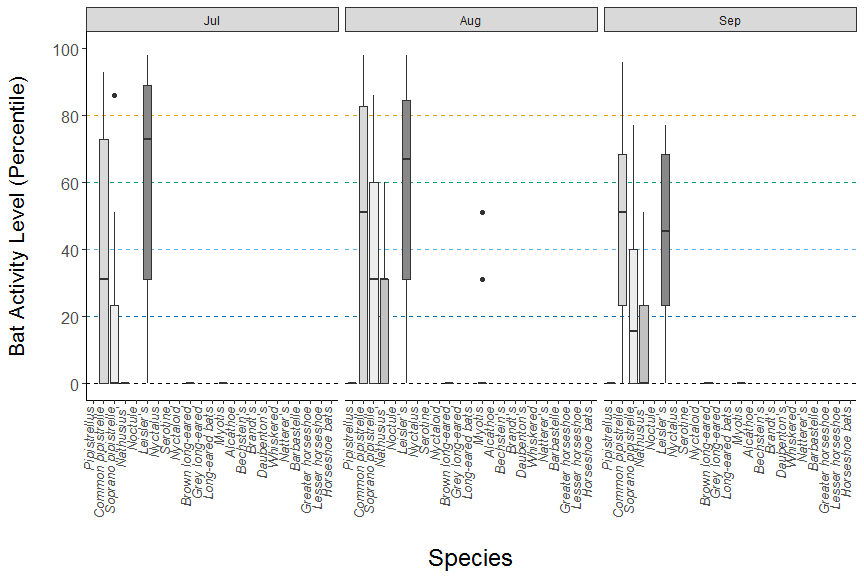 Jul Aug Sep
Bat Activity Level (Percentile)
100
80
60
40
20
0
Pipistrellus Common pipistrelle Soprano pipistrelle Nathusius' Noctule Leisler's Nyctalus Serotine Nyctaloid Brown long-eared Grey long-eared Long-eared bats Myotis Alcathoe Bechstein's Brandt's Daubenton's Whiskered Natterer's Barbastelle Greater horseshoe Lesser horseshoe Horseshoe bats
Pipistrellus Common pipistrelle Soprano pipistrelle Nathusius' Noctule Leisler's Nyctalus Serotine Nyctaloid Brown long-eared Grey long-eared Long-eared bats Myotis Alcathoe Bechstein's Brandt's Daubenton's Whiskered Natterer's Barbastelle Greater horseshoe Lesser horseshoe Horseshoe bats
Pipistrellus Common pipistrelle Soprano pipistrelle Nathusius' Noctule Leisler's Nyctalus Serotine Nyctaloid Brown long-eared Grey long-eared Long-eared bats Myotis Alcathoe Bechstein's Brandt's Daubenton's Whiskered Natterer's Barbastelle Greater horseshoe Lesser horseshoe Horseshoe bats
Species